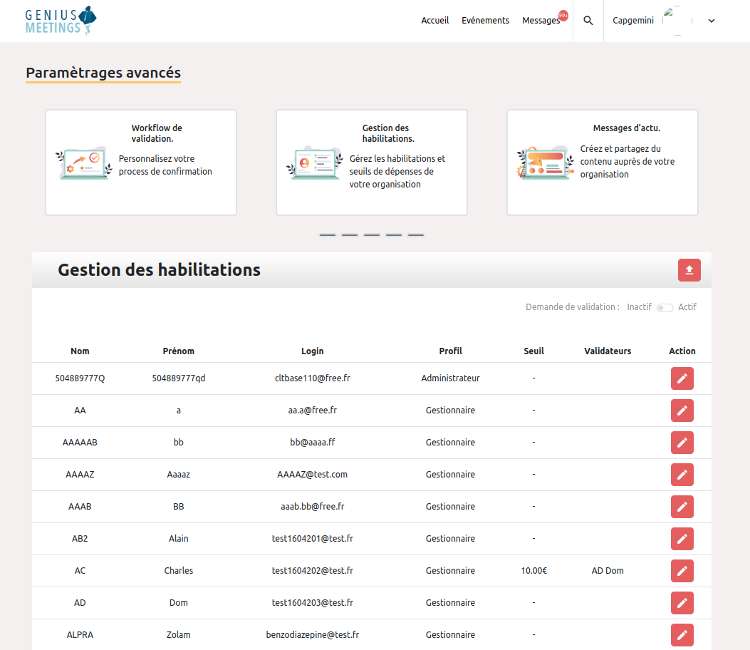 GENIUS
MEETINGS
Accueil Evénements Messages Capgemini
Paramètrages avancés
Workflow de
validation.
Personnalisez votre
process de confirmation
Gestion des
habilitations.
Gérez les habilitations et
seuils de dépenses de
votre organisation
Messages d'actu.
Créez et partagez du
contenu auprès de votre
organisation
Gestion des habilitations
Demande de validation : Inactif Actif
Nom Prénom Login Profil Seuil Validateurs Action
504889777Q 504889777qd cltbase110@free.fr Administrateur -
AA a aa.a@free.fr Gestionnaire -
AAAAAB bb bb@aaaa.ff Gestionnaire -
AAAAZ Aaaaz AAAAZ@test.com Gestionnaire -
AAAB BB aaab.bb@free.fr Gestionnaire -
AB2 Alain test1604201@test.fr Gestionnaire -
AC Charles test1604202@test.fr Gestionnaire 10.00€ AD Dom
AD Dom test1604203@test.fr Gestionnaire -
ALPRA Zolam benzodiazepine@test.fr Gestionnaire -